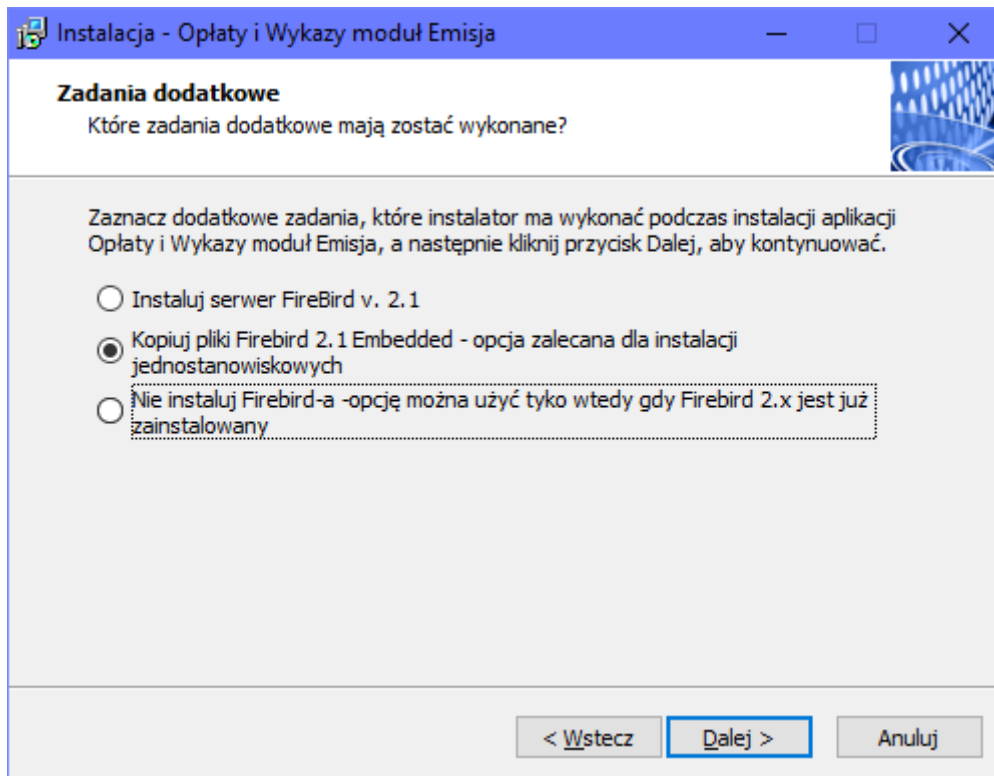 Instalacja - Opłaty i Wykazy moduł Emisja
Zadania dodatkowe
Które zadania dodatkowe mają zostać wykonane?
Zaznacz dodatkowe zadania, które instalator ma wykonać podczas instalacji aplikacji
Opłaty i Wykazy moduł Emisja, a następnie kliknij przycisk Dalej, aby kontynuować.
Instaluj serwer FireBird v. 2.1
Kopiuj pliki Firebird 2.1 Embedded - opcja zalecana dla instalacji
jednostanowiskowych
Nie instaluj Firebird-a -opcję można użyć tyko wtedy gdy Firebird 2.x jest już
zainstalowany
< Wstecz
Dalej >
Anuluj